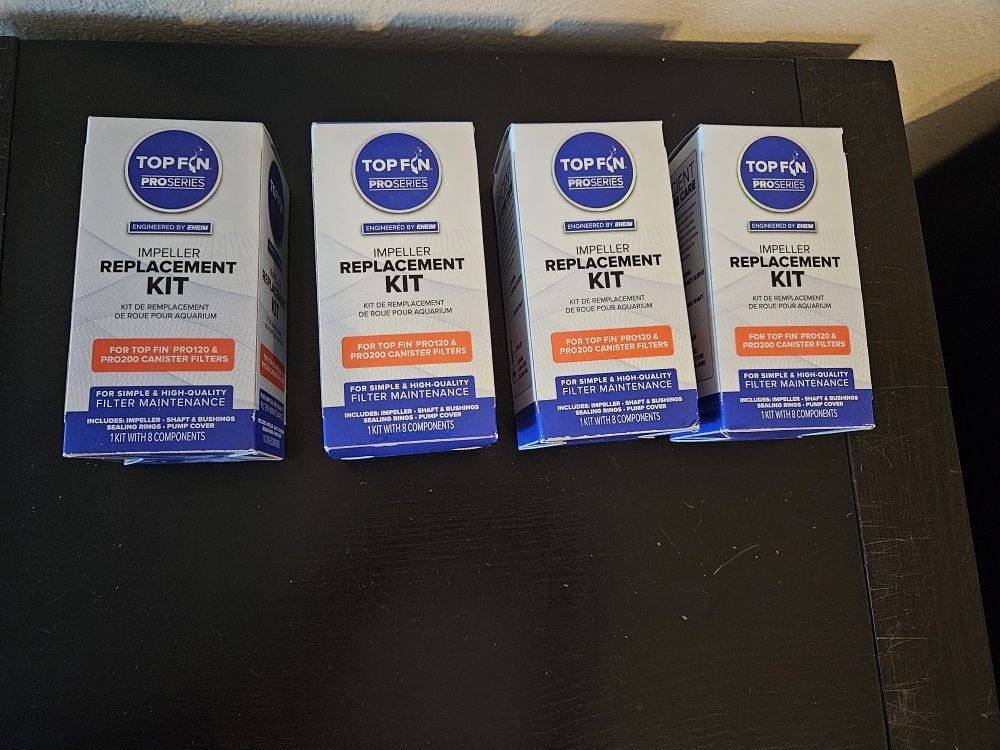 TOP FIN.
PROSERIES
ENGINEERED BY EHEIM
IMPELLER
REPLACEMENT
KIT
KIT DE REMPLACEMENT
DE ROUE POUR AQUARIUM
FOR TOP FIN PRO120 &
PRO200 CANISTER FILTERS
FOR SIMPLE & HIGH-QUALITY
FILTER MAINTENANCE
INCLUDES: IMPELLER • SHAFT & BUSHINGS
SEALING RINGS • PUMP COVER
1 KIT WITH 8 COMPONENTS
TOP FIN.
PROSERIES
ENGINEERED BY EHEIM
IMPELLER
REPLACEMENT
KIT
KIT DE REMPLACEMENT
DE ROUE POUR AQUARIUM
FOR TOP FIN PRO120 &
PRO200 CANISTER FILTERS
FOR SIMPLE & HIGH-QUALITY
FILTER MAINTENANCE
INCLUDES: IMPELLER • SHAFT & BUSHINGS
SEALING RINGS • PUMP COVER
1 KIT WITH 8 COMPONENTS
TOP FIN.
PROSERIES
ENGINEERED BY EHEIM
IMPELLER
REPLACEMENT
KIT
KIT DE REMPLACEMENT
DE ROUE POUR AQUARIUM
FOR TOP FIN PRO120 &
PRO200 CANISTER FILTERS
FOR SIMPLE & HIGH-QUALITY
FILTER MAINTENANCE
INCLUDES: IMPELLER • SHAFT & BUSHINGS
SEALING RINGS • PUMP COVER
1 KIT WITH 8 COMPONENTS
TOP FIN.
PROSERIES
ENGINEERED BY EHEIM
IMPELLER
REPLACEMENT
KIT
KIT DE REMPLACEMENT
DE ROUE POUR AQUARIUM
FOR TOP FIN PRO120 &
PRO200 CANISTER FILTERS
FOR SIMPLE & HIGH-QUALITY
FILTER MAINTENANCE
INCLUDES: IMPELLER • SHAFT & BUSHINGS
SEALING RINGS • PUMP COVER
1 KIT WITH 8 COMPONENTS